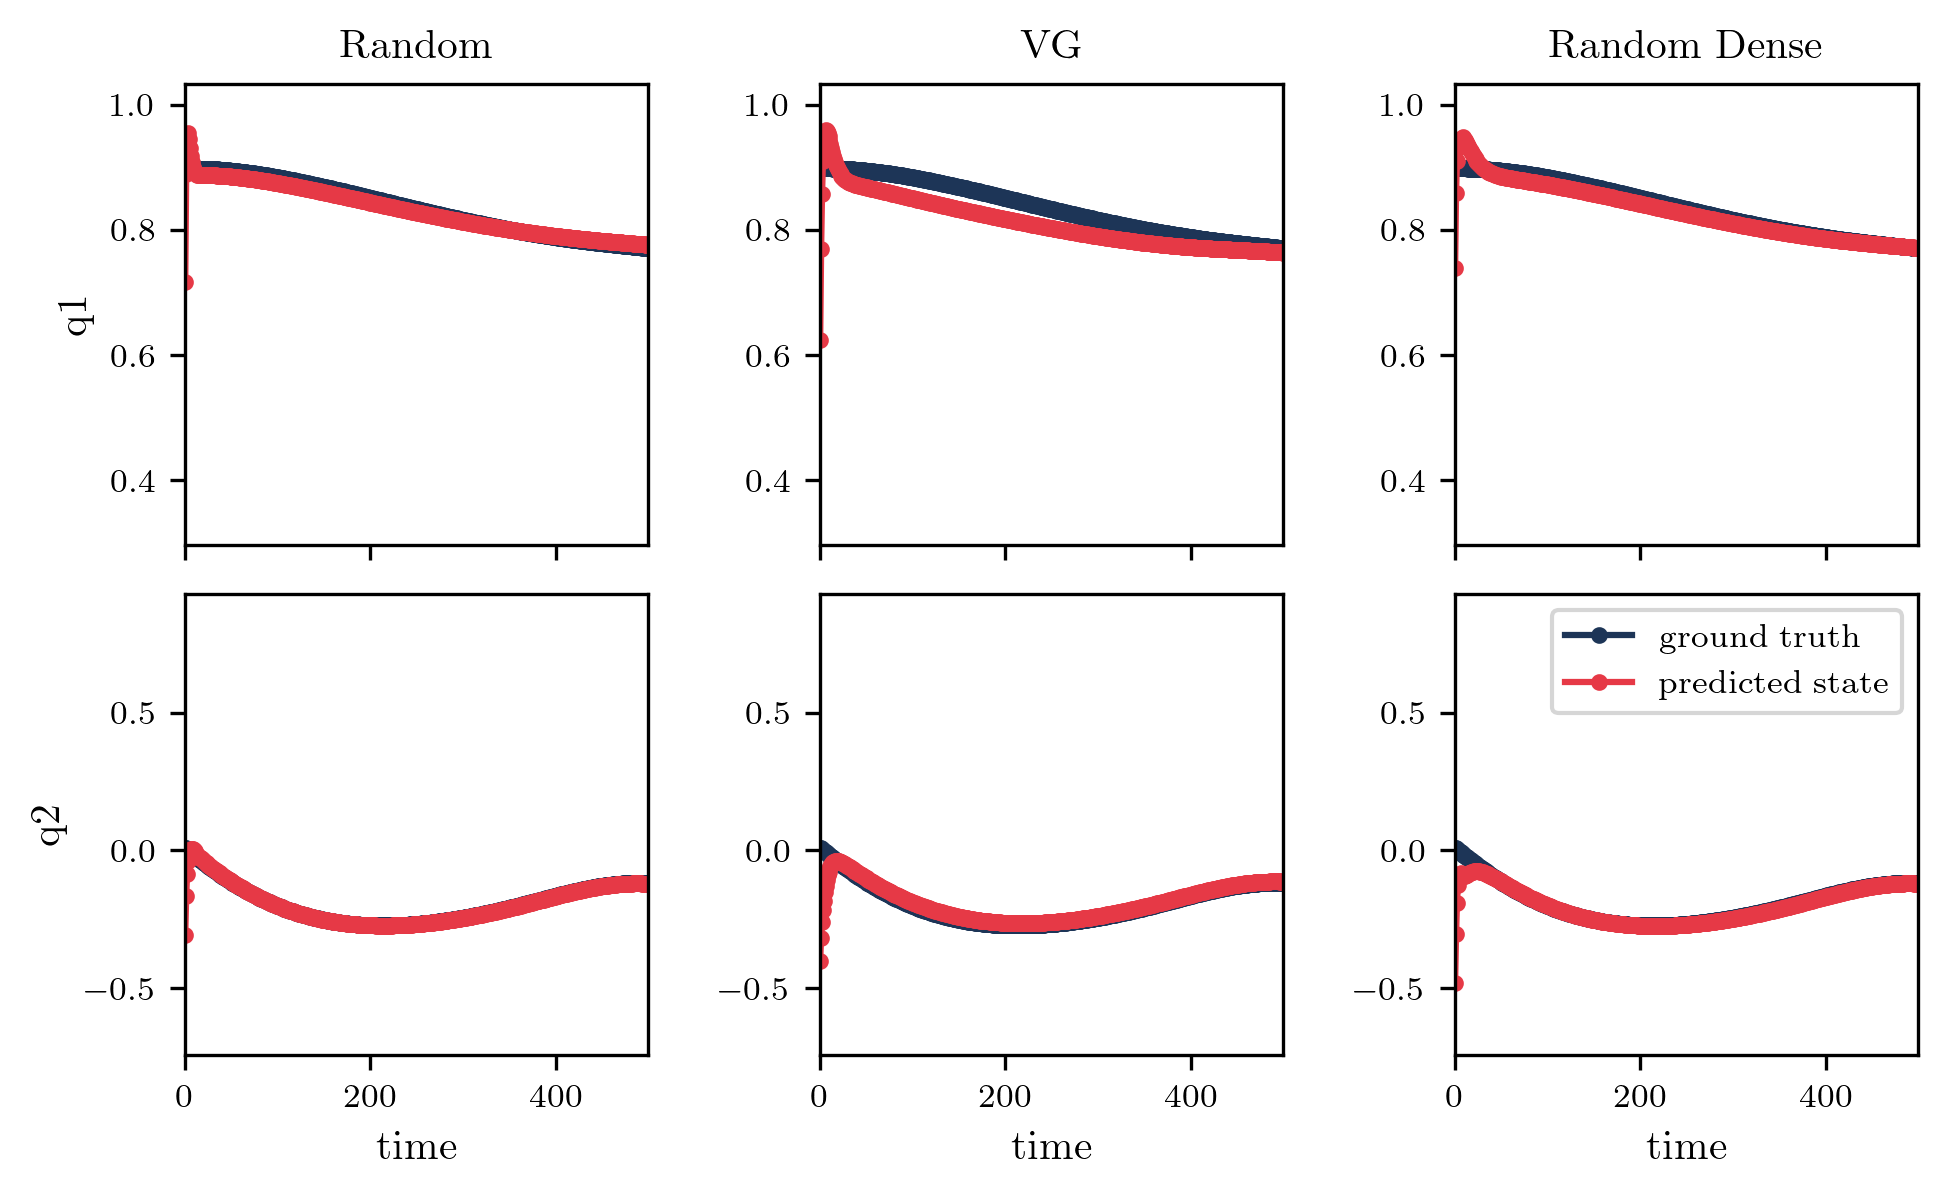 Random VG Random Dense
1.0 1.0 1.0
0.8 0.8 0.8
q1
0.6 0.6 0.6
0.4 0.4 0.4
ground truth
predicted state
0.5 0.5 0.5
q2
0.0 0.0 0.0
−0.5 −0.5 −0.5
0 200 400 0 200 400 0 200 400
time time time